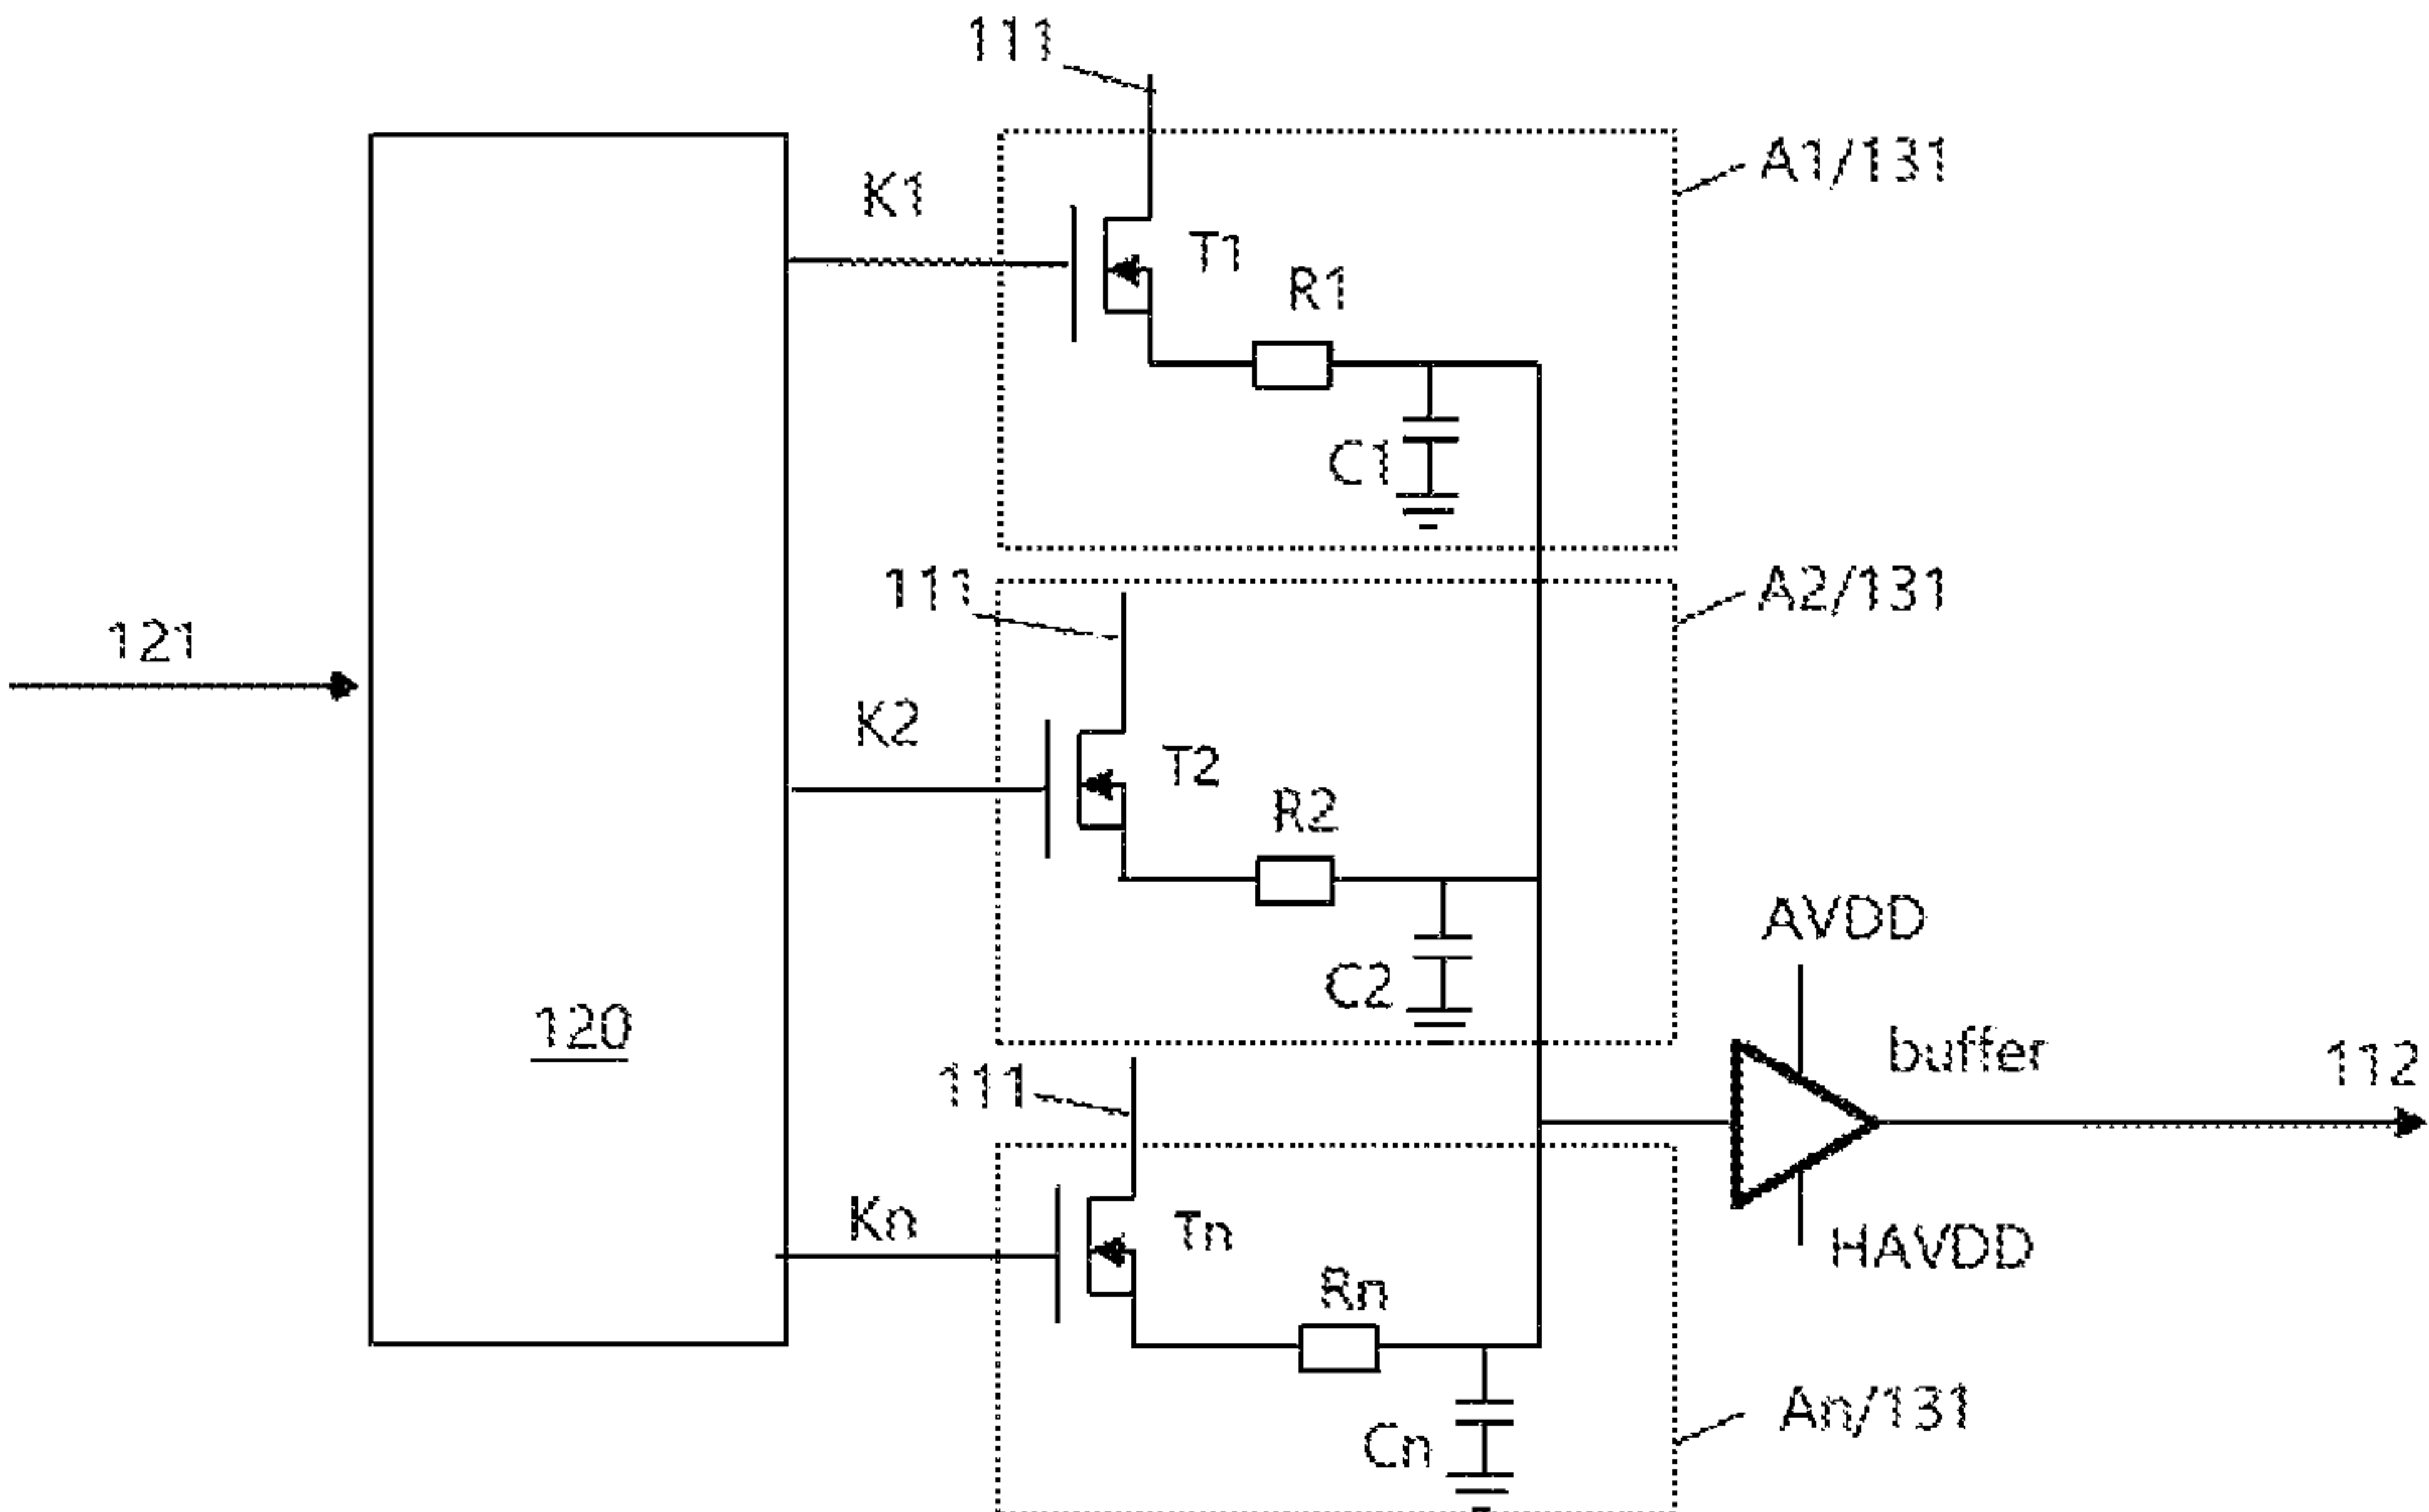 111
A1/131
K1
T1
R1
C1
111
A2/131
121
K2
T2
R2
AVDD
C2
120
buffer
112
111
Kn
Tn
HAVDD
Rn
An/131
Cn